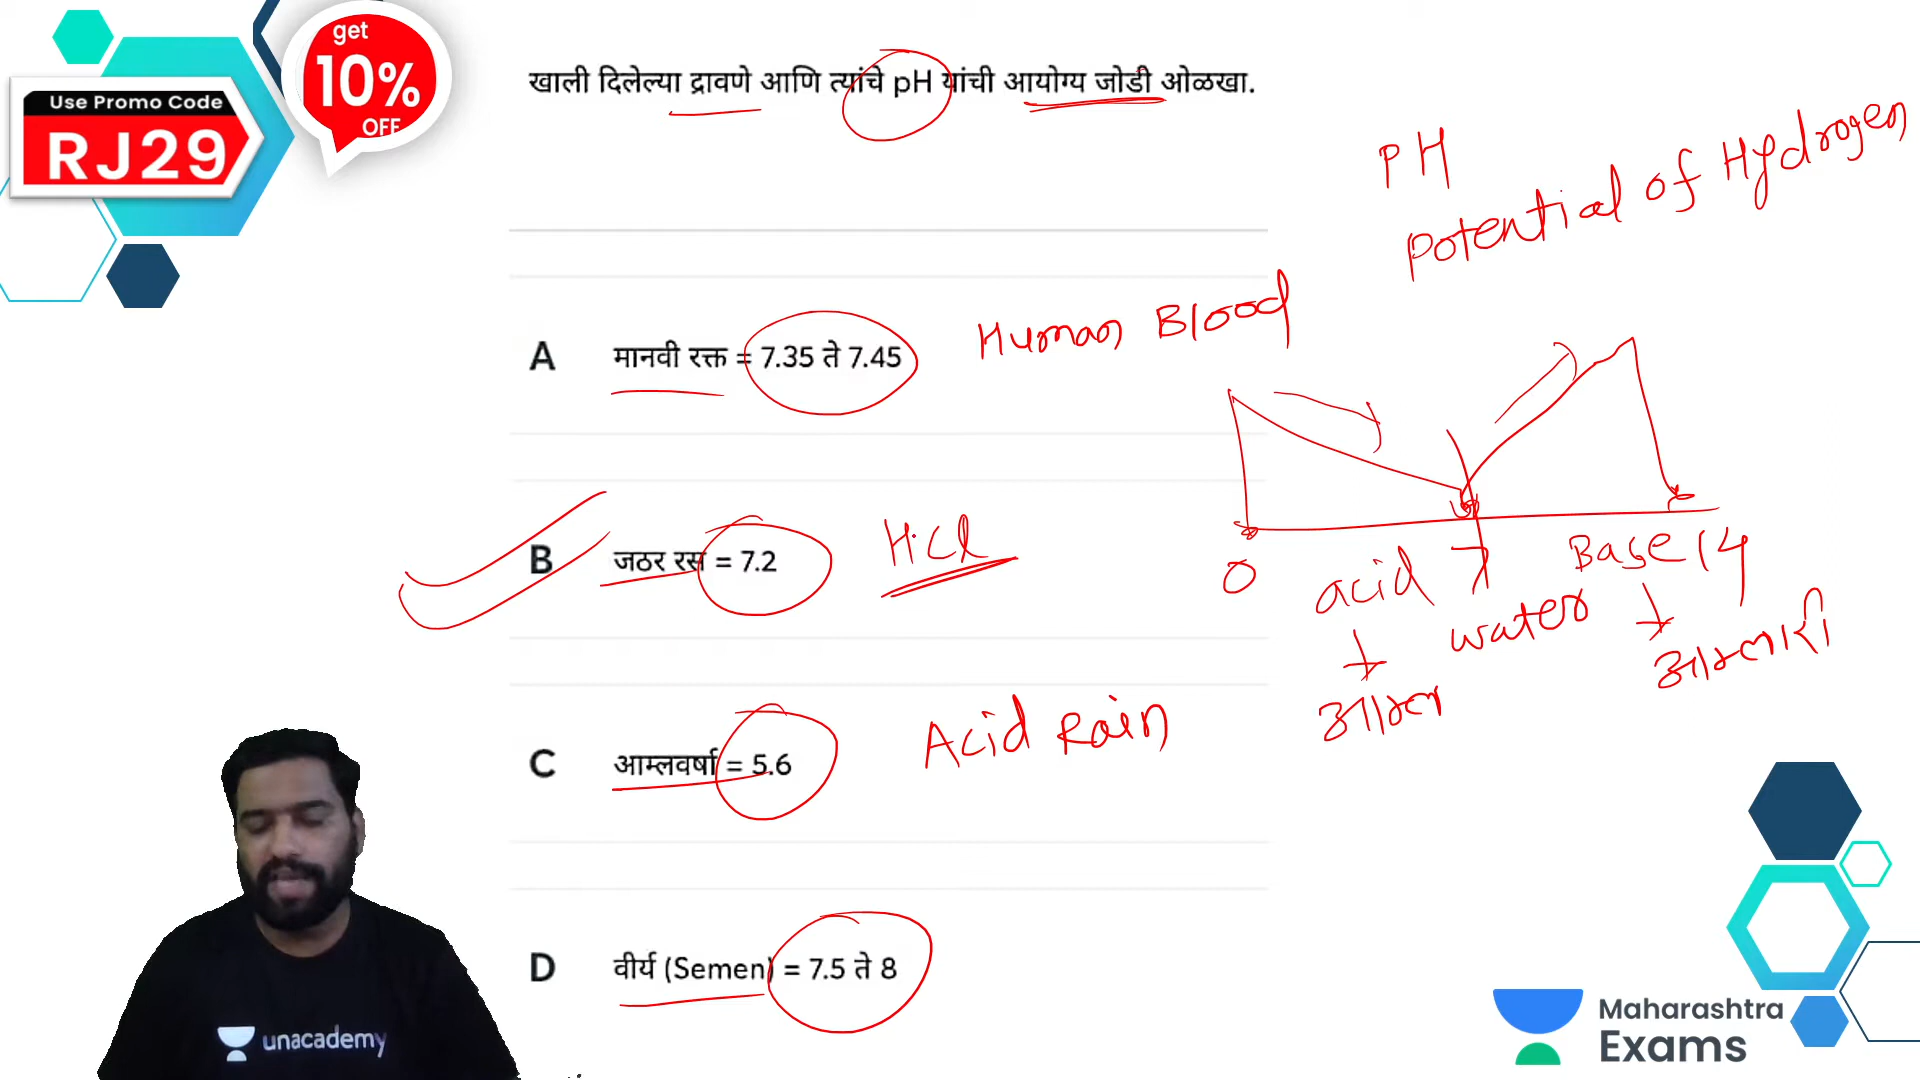 get
10%
OFF
Use Promo Code
RJ29
खाली दिलेल्या द्रावणे आणि त्यांचे pH यांची आयोग्य जोडी ओळखा.
PH
Potential of Hydrogen
A मानवी रक्त = 7.35 ते 7.45
Human Blood
B जठर रस = 7.2
HCl
0 acid 7 Base 14
water
आम्ल
आम्लारी
C आम्लवर्षा = 5.6
Acid Rain
D वीर्य (Semen) = 7.5 ते 8
unacademy
Maharashtra
Exams